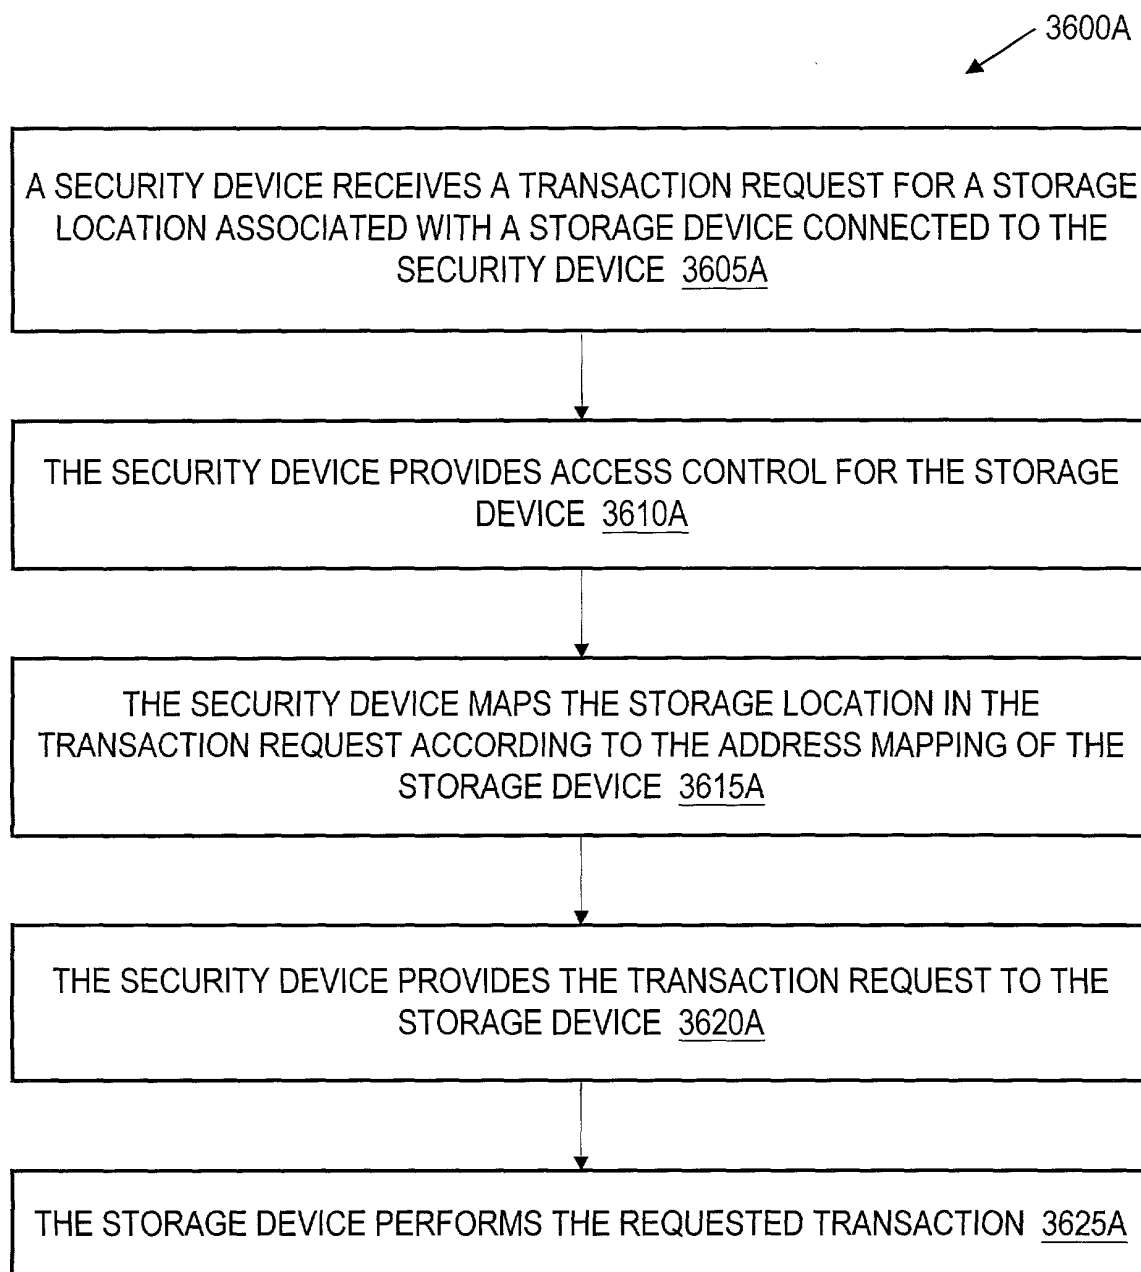 3600A
A SECURITY DEVICE RECEIVES A TRANSACTION REQUEST FOR A STORAGE
LOCATION ASSOCIATED WITH A STORAGE DEVICE CONNECTED TO THE
SECURITY DEVICE 3605A
THE SECURITY DEVICE PROVIDES ACCESS CONTROL FOR THE STORAGE
DEVICE 3610A
THE SECURITY DEVICE MAPS THE STORAGE LOCATION IN THE
TRANSACTION REQUEST ACCORDING TO THE ADDRESS MAPPING OF THE
STORAGE DEVICE 3615A
THE SECURITY DEVICE PROVIDES THE TRANSACTION REQUEST TO THE
STORAGE DEVICE 3620A
THE STORAGE DEVICE PERFORMS THE REQUESTED TRANSACTION 3625A